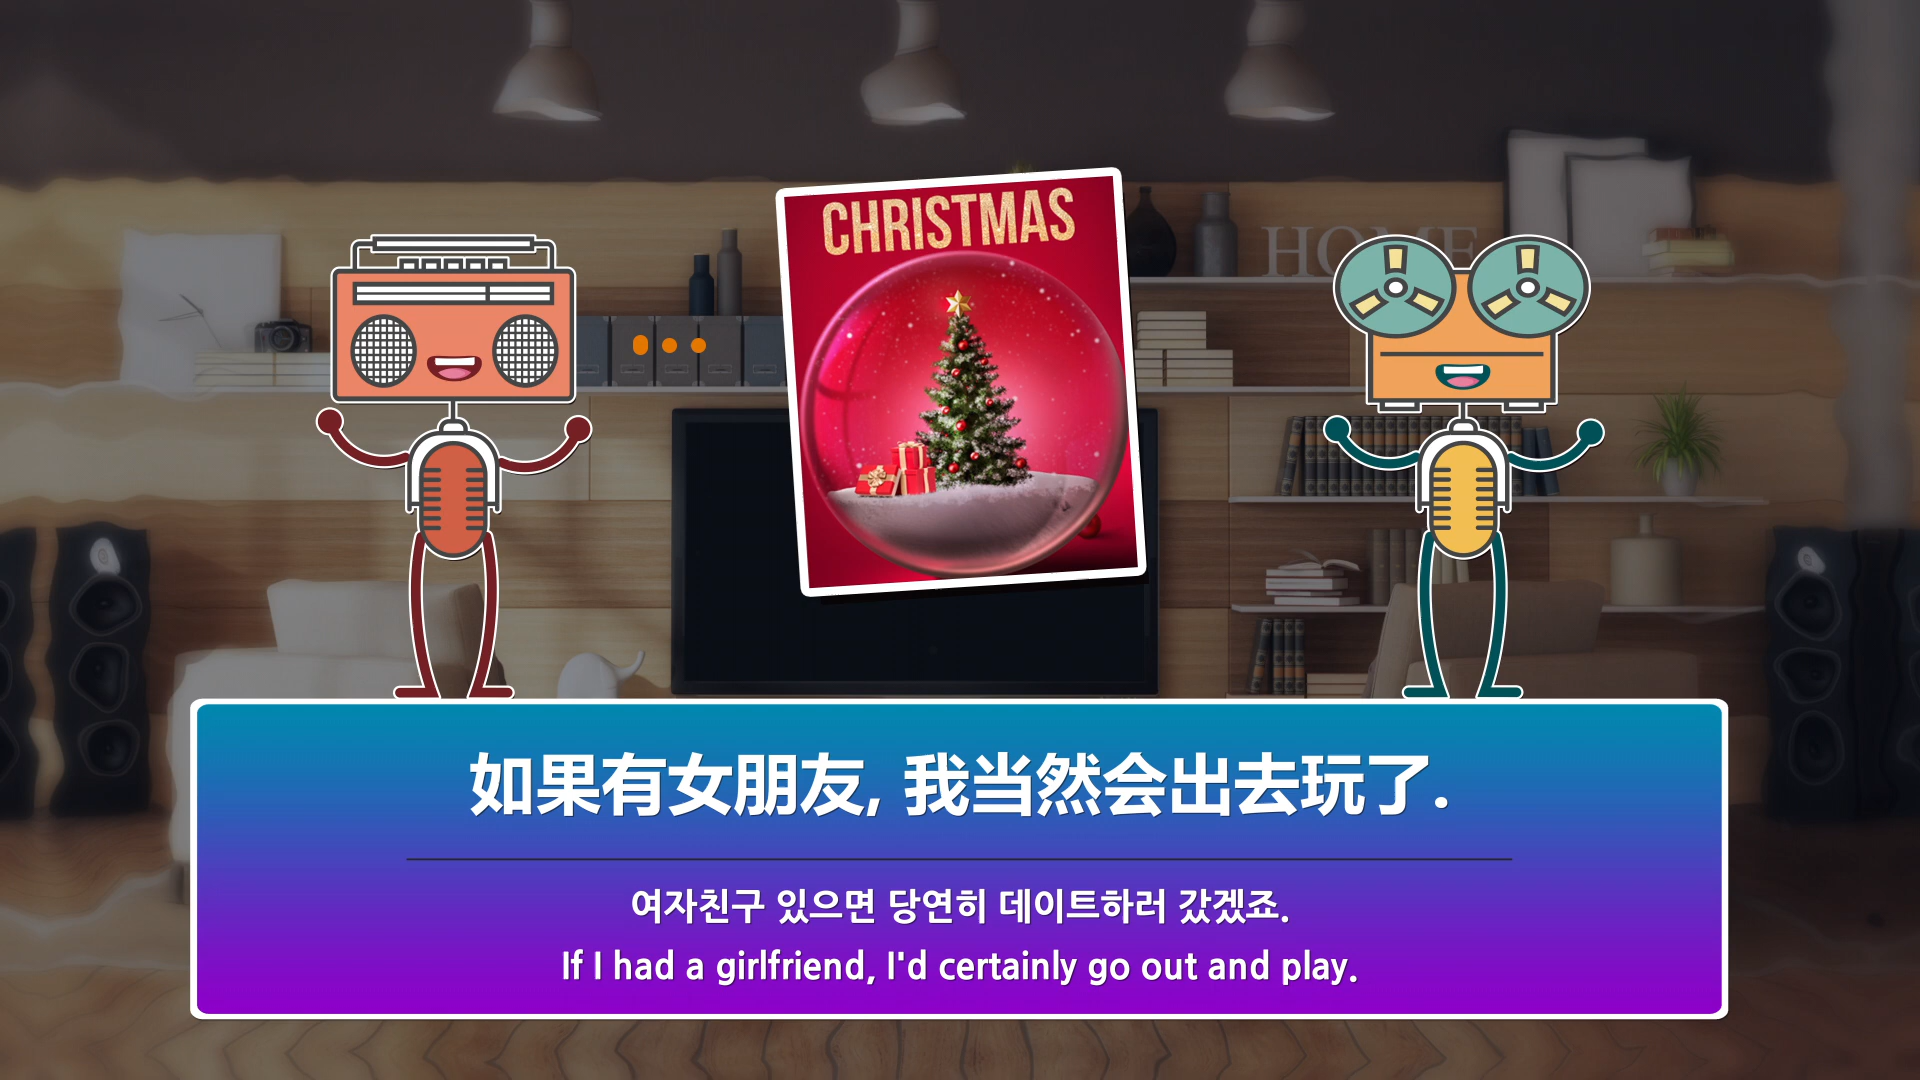 CHRISTMAS
HOME
如果有女朋友, 我当然会出去玩了.
여자친구 있으면 당연히 데이트하러 갔겠죠.
If I had a girlfriend, I'd certainly go out and play.